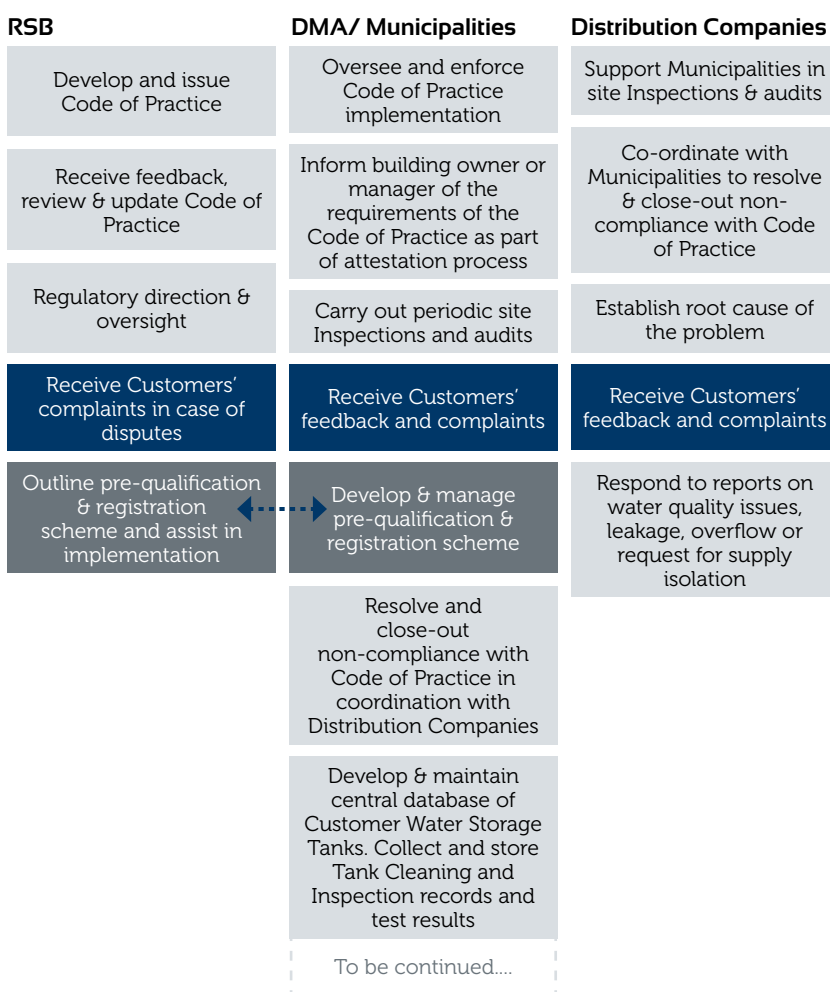 RSB
Develop and issue
Code of Practice
Receive feedback,
review & update Code of
Practice
Regulatory direction &
oversight
Receive Customers’
complaints in case of
disputes
Outline pre-qualification
& registration
scheme and assist in
implementation
DMA/ Municipalities
Oversee and enforce
Code of Practice
implementation
Inform building owner or
manager of the
requirements of the
Code of Practice as part
of attestation process
Carry out periodic site
Inspections and audits
Receive Customers’
feedback and complaints
Develop & manage
pre-qualification &
registration scheme
Resolve and
close-out
non-compliance with
Code of Practice in
coordination with
Distribution Companies
Develop & maintain
central database of
Customer Water Storage
Tanks. Collect and store
Tank Cleaning and
Inspection records and
test results
To be continued....
Distribution Companies
Support Municipalities in
site Inspections & audits
Co-ordinate with
Municipalities to resolve
& close-out non-
compliance with Code
of Practice
Establish root cause of
the problem
Receive Customers’
feedback and complaints
Respond to reports on
water quality issues,
leakage, overflow or
request for supply
isolation